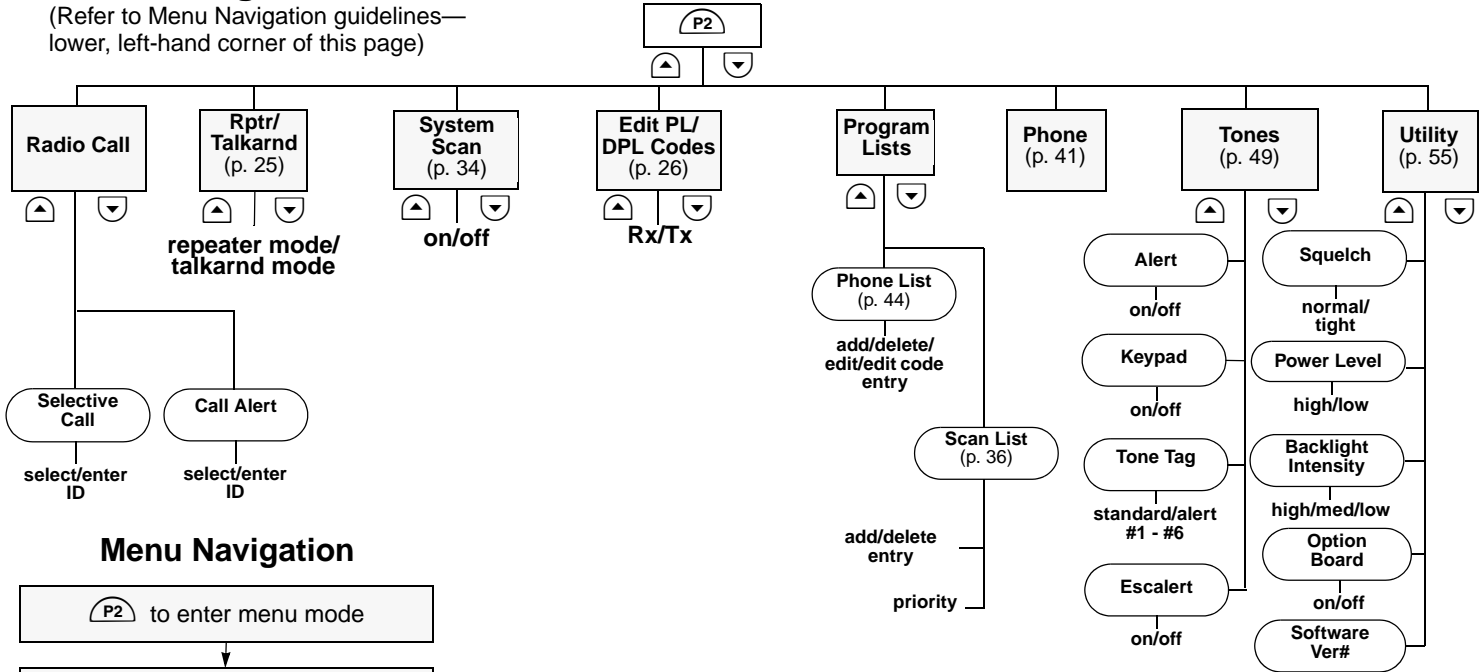 (Refer to Menu Navigation guidelines—
lower, left-hand corner of this page)
P2
Radio Call
Rptr/
Talkarnd
(p. 25)
System
Scan
(p. 34)
Edit PL/
DPL Codes
(p. 26)
Program
Lists
Phone
(p. 41)
Tones
(p. 49)
Utility
(p. 55)
repeater mode/
talkarnd mode
on/off
Rx/Tx
Selective
Call
select/enter
ID
Call Alert
select/enter
ID
Phone List
(p. 44)
add/delete/
edit/edit code
entry
Scan List
(p. 36)
add/delete
entry
priority
Alert
on/off
Keypad
on/off
Tone Tag
standard/alert
#1 - #6
Escalert
on/off
Squelch
normal/
tight
Power Level
high/low
Backlight
Intensity
high/med/low
Option
Board
on/off
Software
Ver#
Menu Navigation
P2 to enter menu mode